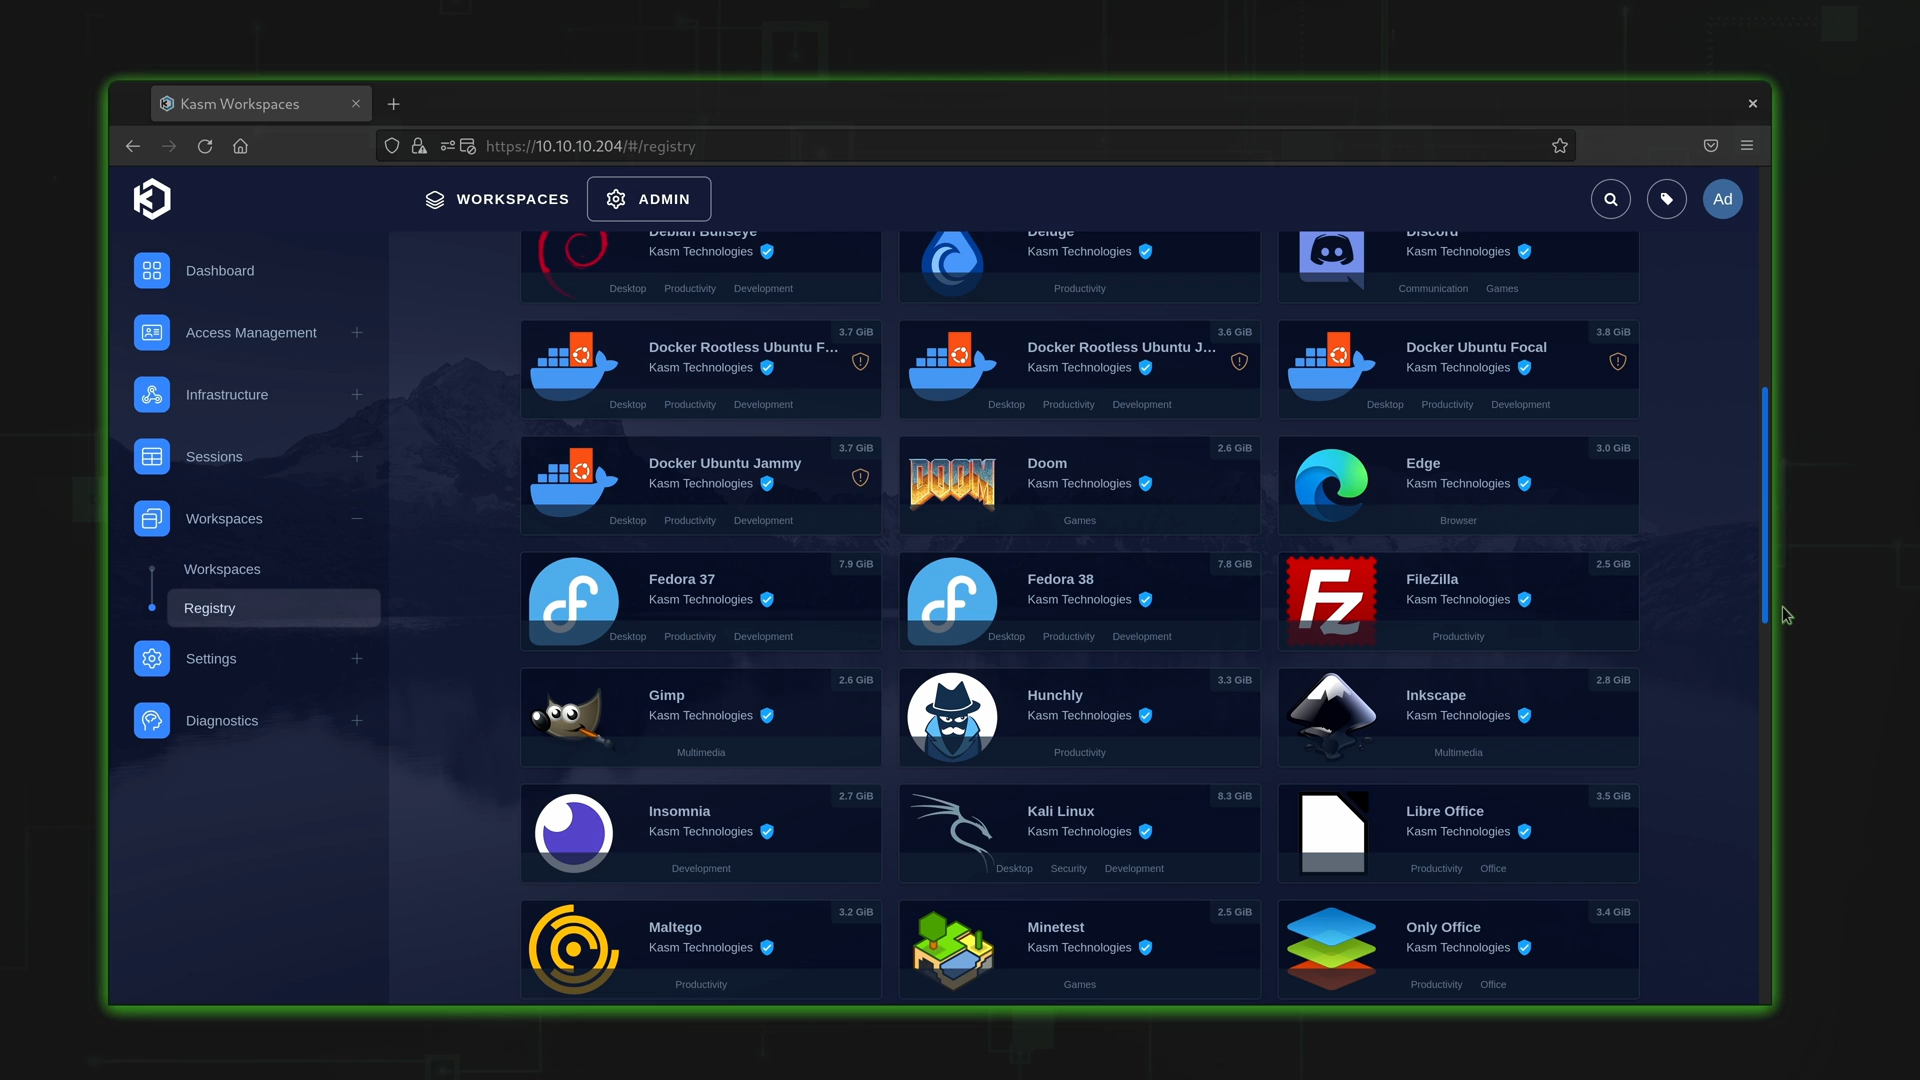 Kasm Workspaces
https://10.10.10.204/#/registry
WORKSPACES
ADMIN
Ad
Dashboard
Access Management
Infrastructure
Sessions
Workspaces
Workspaces
Registry
Settings
Diagnostics
Debian Bullseye
Kasm Technologies
Desktop Productivity Development
Deluge
Kasm Technologies
Productivity
Discord
Kasm Technologies
Communication Games
3.7 GiB
Docker Rootless Ubuntu F...
Kasm Technologies
Desktop Productivity Development
3.6 GiB
Docker Rootless Ubuntu J...
Kasm Technologies
Desktop Productivity Development
3.8 GiB
Docker Ubuntu Focal
Kasm Technologies
Desktop Productivity Development
3.7 GiB
Docker Ubuntu Jammy
Kasm Technologies
Desktop Productivity Development
2.6 GiB
DOOM
Doom
Kasm Technologies
Games
3.0 GiB
Edge
Kasm Technologies
Browser
7.9 GiB
Fedora 37
Kasm Technologies
Desktop Productivity Development
7.8 GiB
Fedora 38
Kasm Technologies
Desktop Productivity Development
2.5 GiB
Fz
FileZilla
Kasm Technologies
Productivity
2.6 GiB
Gimp
Kasm Technologies
Multimedia
3.3 GiB
Hunchly
Kasm Technologies
Productivity
2.8 GiB
Inkscape
Kasm Technologies
Multimedia
2.7 GiB
Insomnia
Kasm Technologies
Development
8.3 GiB
Kali Linux
Kasm Technologies
Desktop Security Development
3.5 GiB
Libre Office
Kasm Technologies
Productivity Office
3.2 GiB
Maltego
Kasm Technologies
Productivity
2.5 GiB
Minetest
Kasm Technologies
Games
3.4 GiB
Only Office
Kasm Technologies
Productivity Office